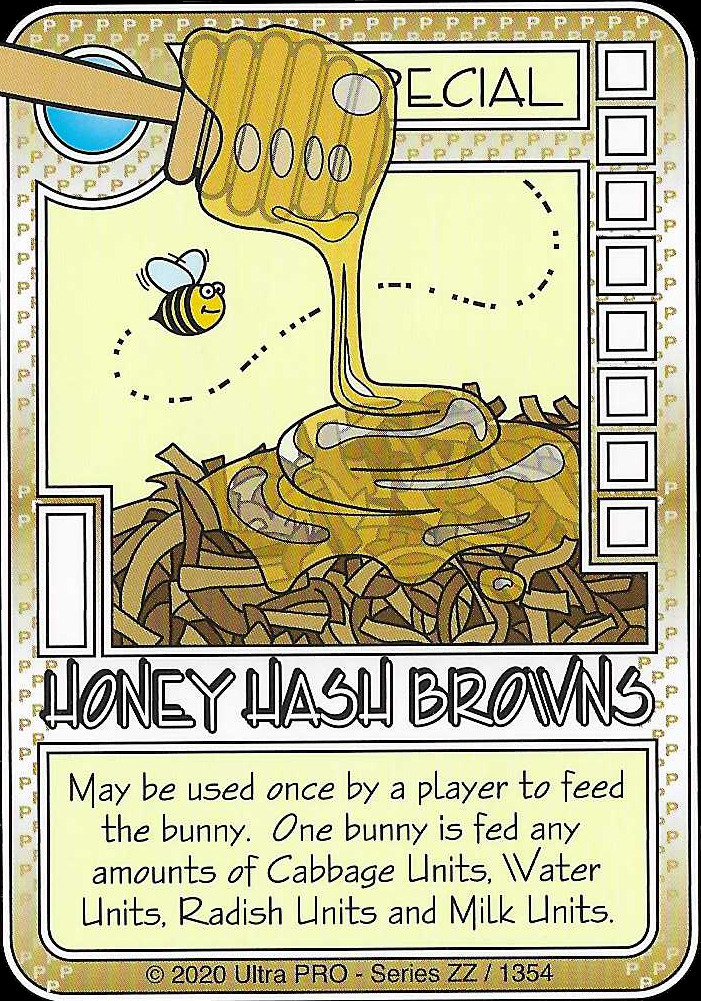 PECIAL
HONEY HASH BROWNS
May be used once by a player to feed
the bunny. One bunny is fed any
amounts of Cabbage Units, Water
Units, Radish Units and Milk Units.
© 2020 Ultra PRO - Series ZZ / 1354